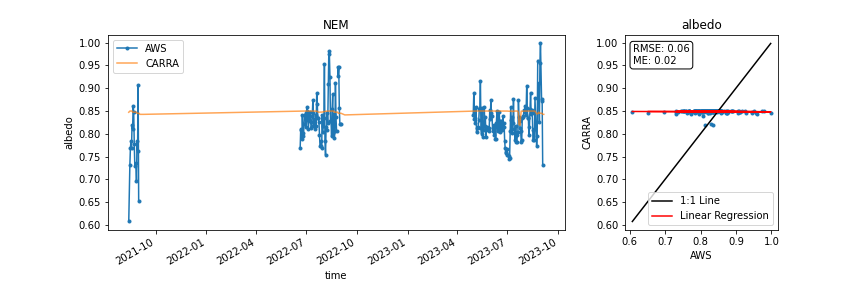 NEM
1.00
0.95
0.90
0.85
0.80
0.75
0.70
0.65
0.60
albedo
AWS
CARRA
2021-10
2022-01
2022-04
2022-07
2022-10
2023-01
2023-04
2023-07
2023-10
time
albedo
1.00
0.95
0.90
0.85
0.80
0.75
0.70
0.65
0.60
CARRA
RMSE: 0.06
ME: 0.02
1:1 Line
Linear Regression
0.6
0.7
0.8
0.9
1.0
AWS